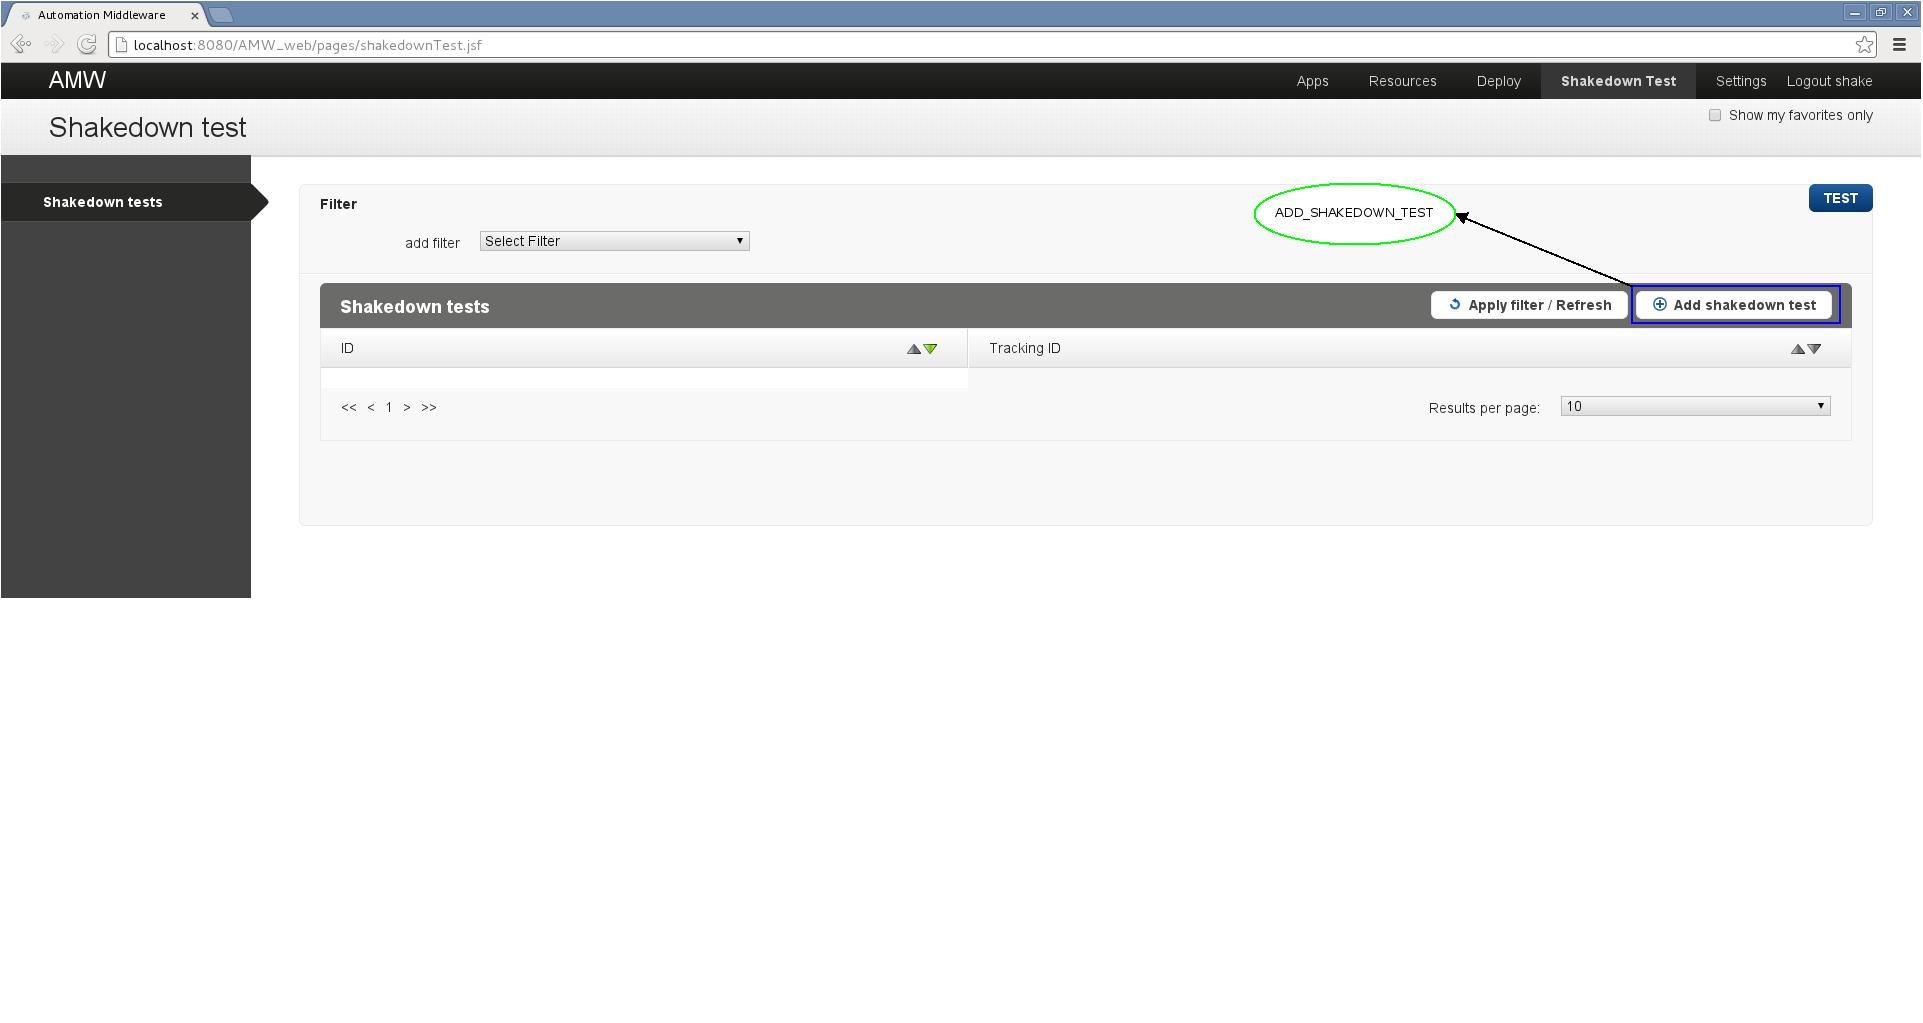 Automation Middleware
localhost:8080/AMW_web/pages/shakedownTest.jsf
AMW Apps Resources Deploy Shakedown Test Settings Logout shake
Shakedown test
Show my favorites only
Shakedown tests
Filter
ADD_SHAKEDOWN_TEST
TEST
add filter Select Filter
Shakedown tests Apply filter / Refresh Add shakedown test
ID Tracking ID
<< < 1 > >> Results per page: 10